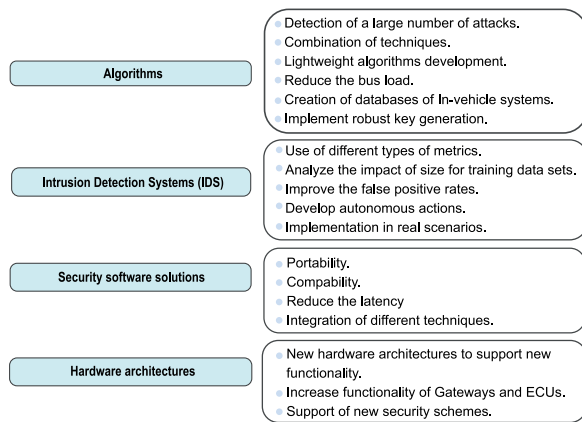 Algorithms
Detection of a large number of attacks.
Combination of techniques.
Lightweight algorithms development.
Reduce the bus load.
Creation of databases of In-vehicle systems.
Implement robust key generation.
Intrusion Detection Systems (IDS)
Use of different types of metrics.
Analyze the impact of size for training data sets.
Improve the false positive rates.
Develop autonomous actions.
Implementation in real scenarios.
Security software solutions
Portability.
Compability.
Reduce the latency
Integration of different techniques.
Hardware architectures
New hardware architectures to support new
functionality.
Increase functionality of Gateways and ECUs.
Support of new security schemes.